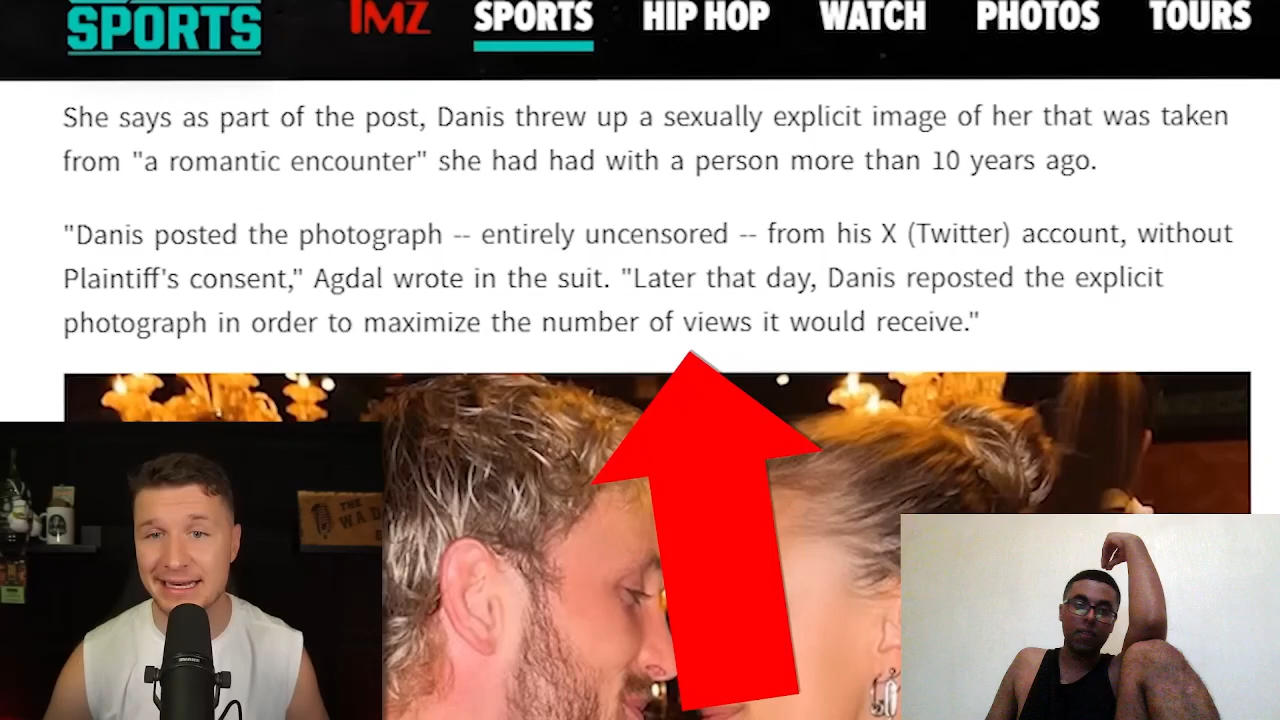 SPORTS
TMZ SPORTS HIP HOP WATCH PHOTOS TOURS
She says as part of the post, Danis threw up a sexually explicit image of her that was taken
from "a romantic encounter" she had had with a person more than 10 years ago.
"Danis posted the photograph -- entirely uncensored -- from his X (Twitter) account, without
Plaintiff's consent," Agdal wrote in the suit. "Later that day, Danis reposted the explicit
photograph in order to maximize the number of views it would receive."
THE
WA